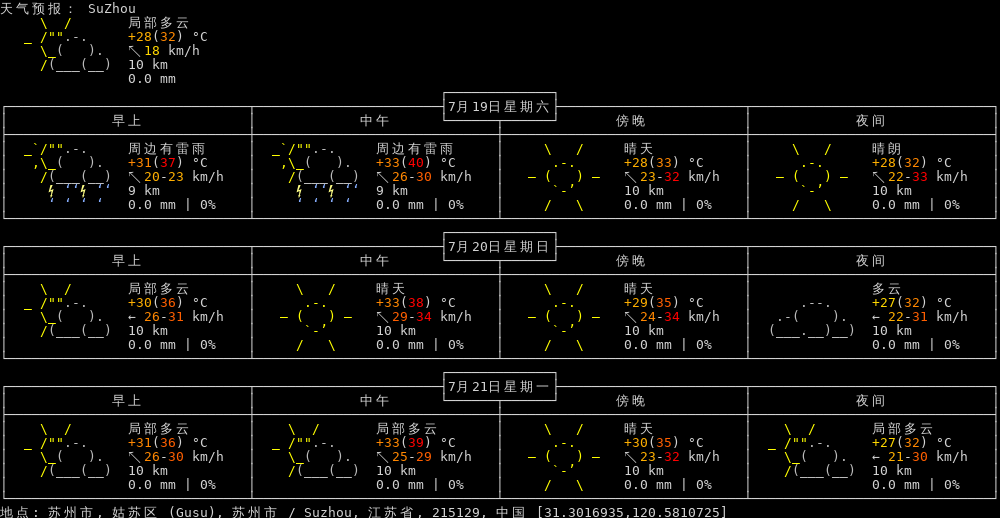 天气预报： SuZhou
局部多云
+28(32) °C
↖ 18 km/h
10 km
0.0 mm
7月19日星期六
早上 中午 傍晚 夜间
周边有雷雨 周边有雷雨 晴天 晴朗
+31(37) °C +33(40) °C +28(33) °C +28(32) °C
↖ 20-23 km/h ↖ 26-30 km/h ↖ 23-32 km/h ↖ 22-33 km/h
9 km 9 km 10 km 10 km
0.0 mm | 0% 0.0 mm | 0% 0.0 mm | 0% 0.0 mm | 0%
7月20日星期日
早上 中午 傍晚 夜间
局部多云 晴天 晴天 多云
+30(36) °C +33(38) °C +29(35) °C +27(32) °C
← 26-31 km/h ↖ 29-34 km/h ↖ 24-34 km/h ← 22-31 km/h
10 km 10 km 10 km 10 km
0.0 mm | 0% 0.0 mm | 0% 0.0 mm | 0% 0.0 mm | 0%
7月21日星期一
早上 中午 傍晚 夜间
局部多云 局部多云 晴天 局部多云
+31(36) °C +33(39) °C +30(35) °C +27(32) °C
↖ 26-30 km/h ↖ 25-29 km/h ↖ 23-32 km/h ← 21-30 km/h
10 km 10 km 10 km 10 km
0.0 mm | 0% 0.0 mm | 0% 0.0 mm | 0% 0.0 mm | 0%
地点: 苏州市, 姑苏区 (Gusu), 苏州市 / Suzhou, 江苏省, 215129, 中国 [31.3016935,120.5810725]